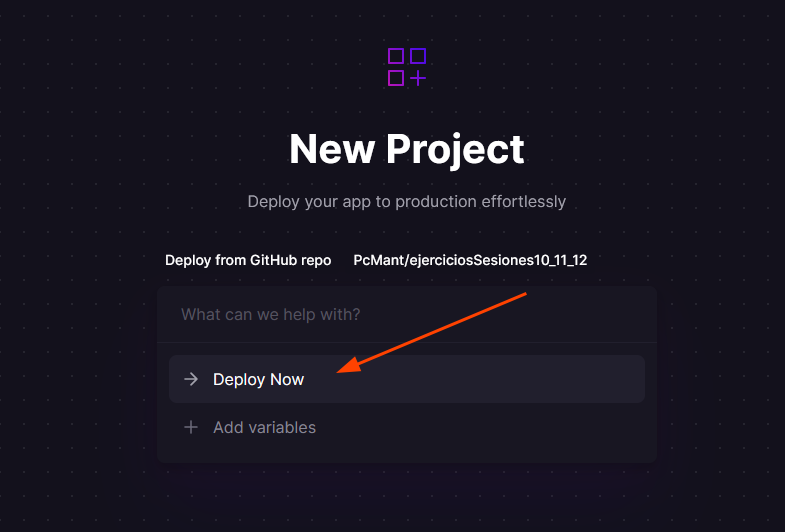 New Project
Deploy your app to production effortlessly
Deploy from GitHub repo PcMant/ejerciciosSesiones10_11_12
What can we help with?
Deploy Now
Add variables